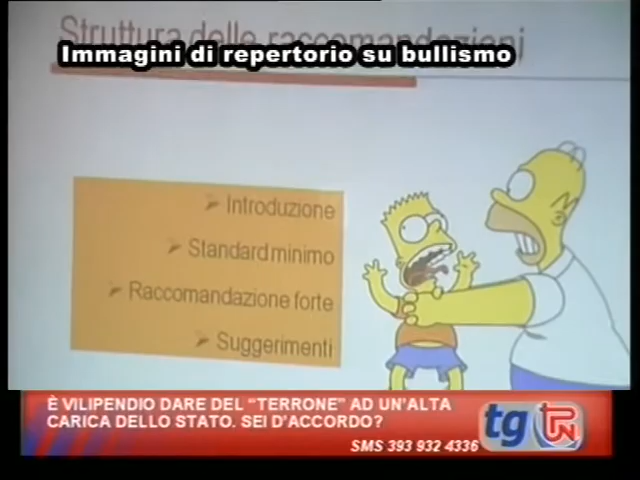 Struttura delle raccomandazioni
Immagini di repertorio su bullismo
Introduzione
Standard minimo
Raccomandazione forte
Suggerimenti
È VILIPENDIO DARE DEL "TERRONE" AD UN'ALTA
CARICA DELLO STATO. SEI D'ACCORDO?
SMS 393 932 4336
tg TPN